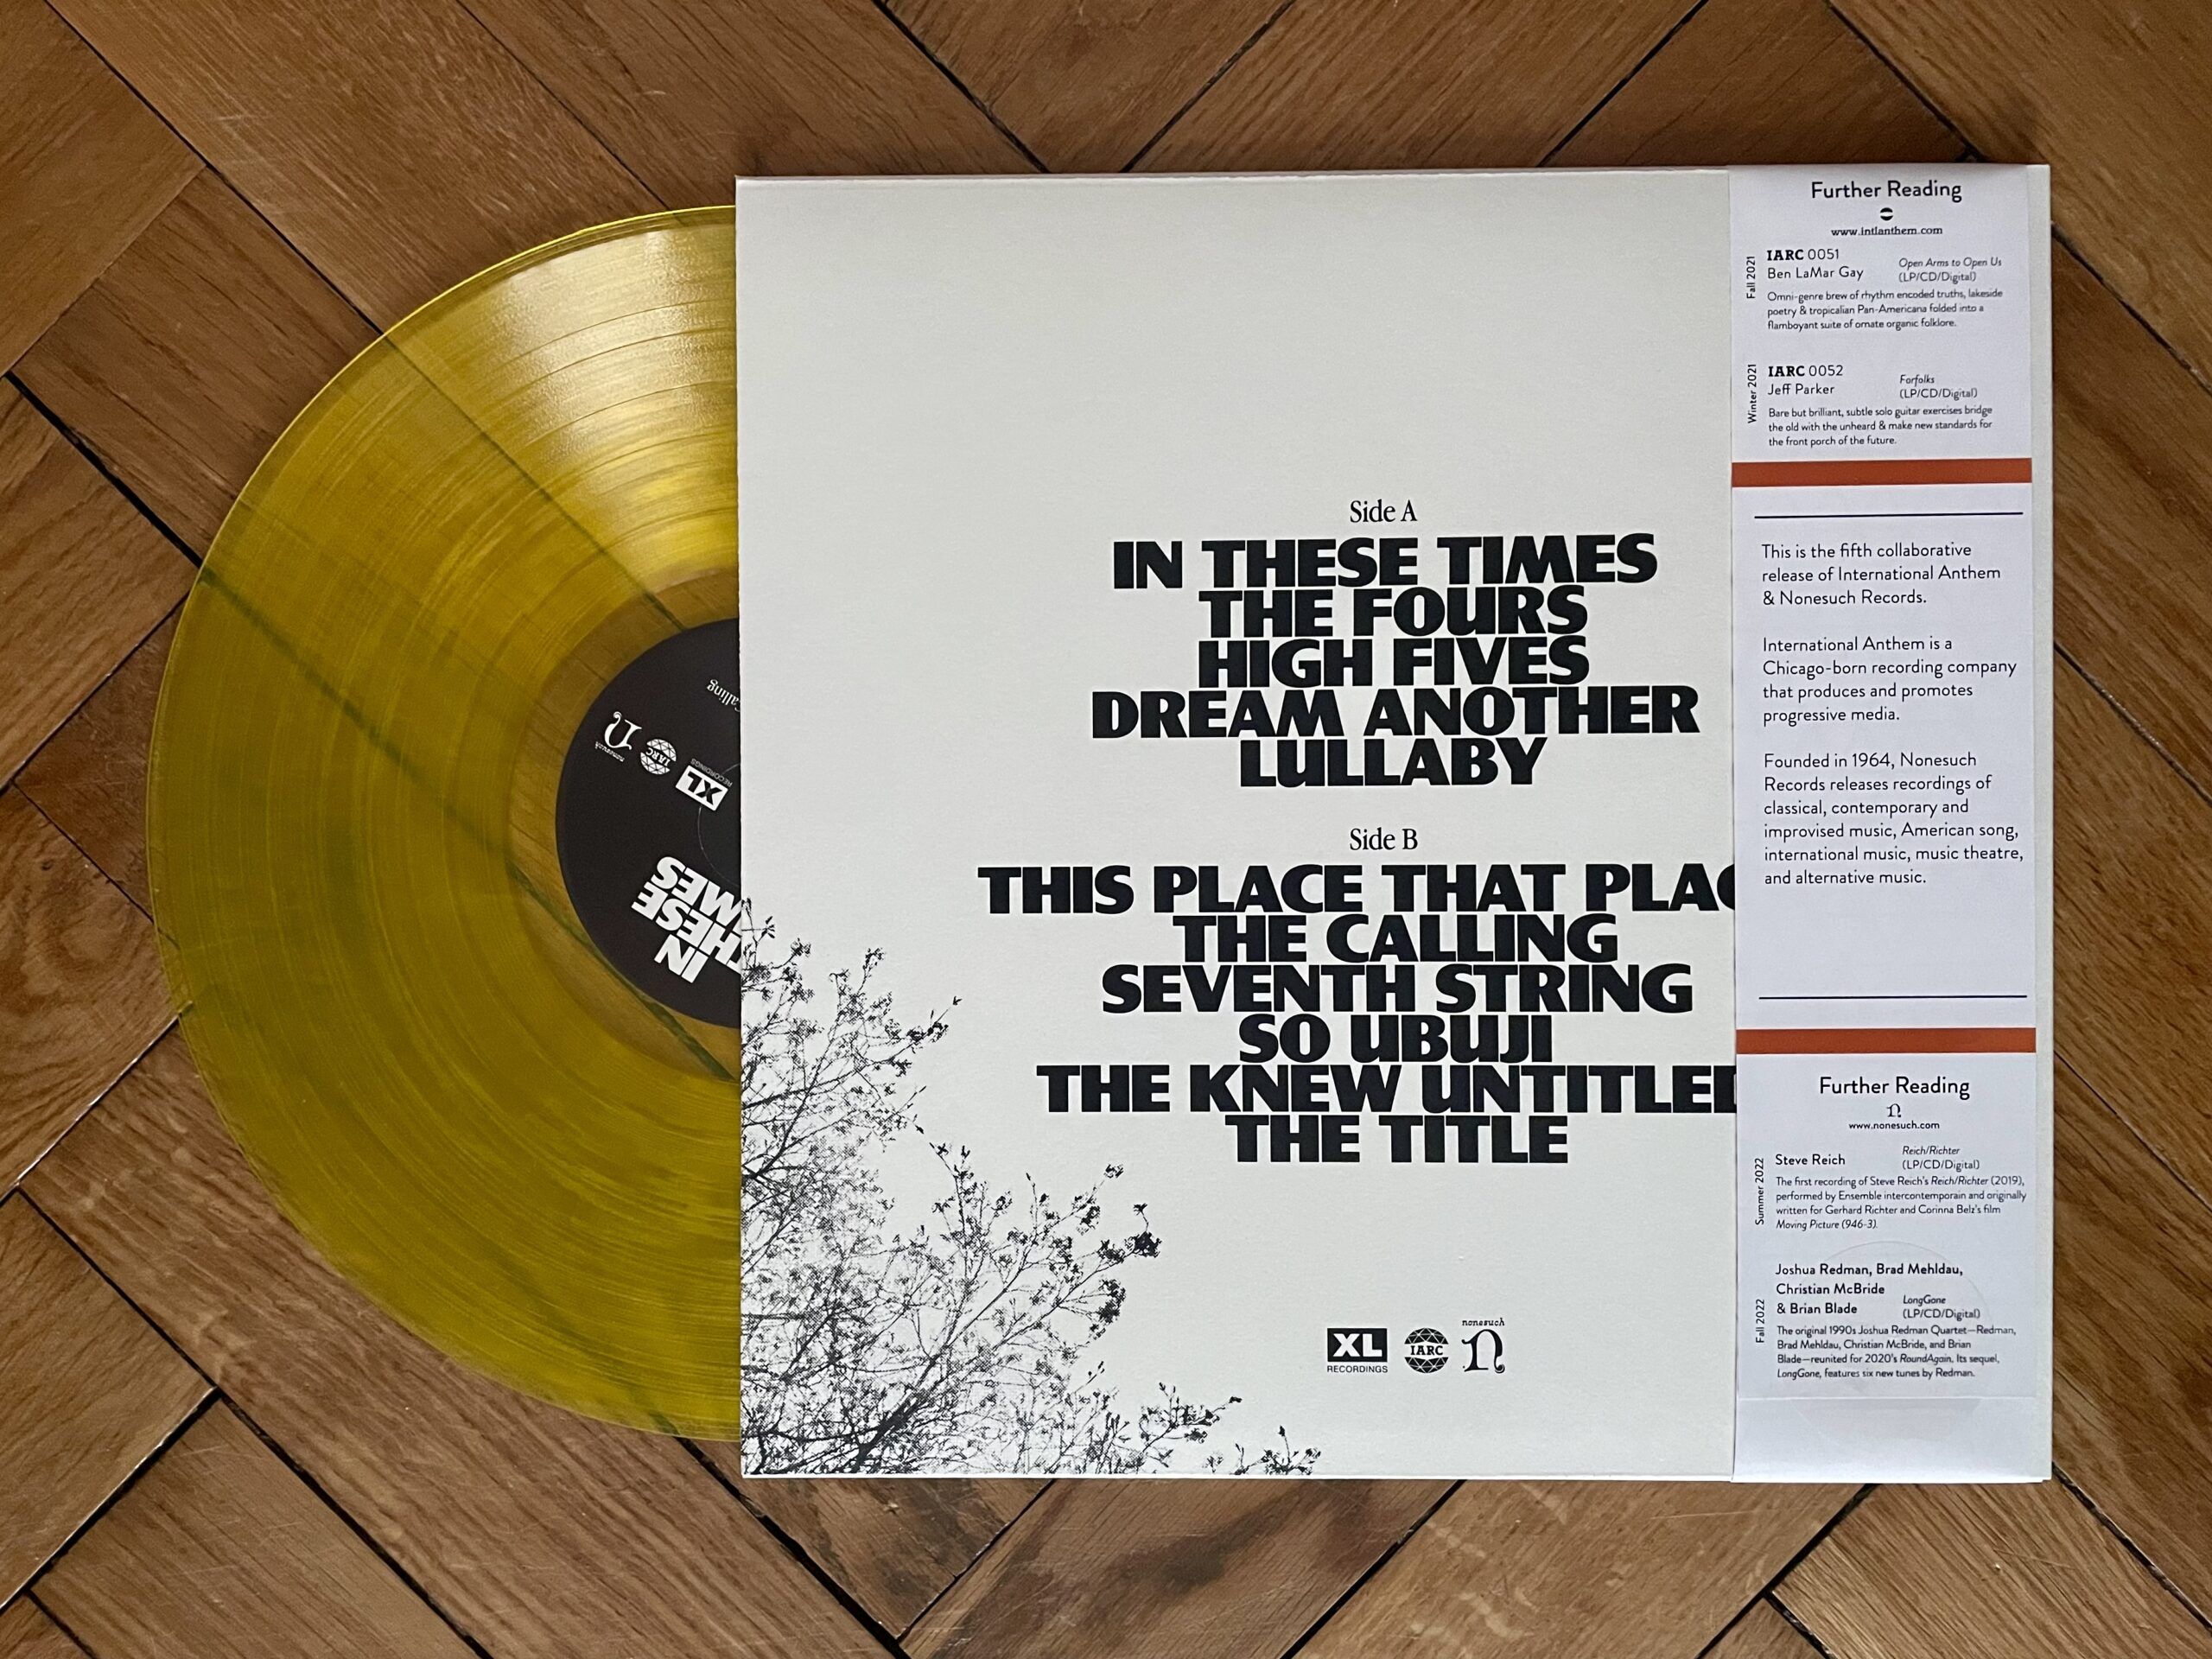 alling
nonesuch
IARC
XL
RECORDINGS
IN
THESE
Side A
IN THESE TIMES
THE FOURS
HIGH FIVES
DREAM ANOTHER
LULLABY
Side B
THIS PLACE THAT PLAC
THE CALLING
SEVENTH STRING
SO UBUJI
THE KNEW UNTITLED
THE TITLE
XL
RECORDINGS
IARC
nonesuch
n
Further Reading
www.intlanthem.com
Fall 2021
IARC 0051
Ben LaMar Gay
Open Arms to Open Us
(LP/CD/Digital)
Omni-genre brew of rhythm encoded truths, lakeside
poetry & tropicalian Pan-Americana folded into a
flamboyant suite of ornate organic folklore.
Winter 2021
IARC 0052
Jeff Parker
Forfolks
(LP/CD/Digital)
Bare but brilliant, subtle solo guitar exercises bridge
the old with the unheard & make new standards for
the front porch of the future.
This is the fifth collaborative
release of International Anthem
& Nonesuch Records.
International Anthem is a
Chicago-born recording company
that produces and promotes
progressive media.
Founded in 1964, Nonesuch
Records releases recordings of
classical, contemporary and
improvised music, American song,
international music, music theatre,
and alternative music.
Further Reading
n
www.nonesuch.com
Summer 2022
Steve Reich
Reich/Richter
(LP/CD/Digital)
The first recording of Steve Reich's Reich/Richter (2019),
performed by Ensemble intercontemporain and originally
written for Gerhard Richter and Corinna Belz's film
Moving Picture (946-3).
Fall 2022
Joshua Redman, Brad Mehldau,
Christian McBride
& Brian Blade
LongGone
(LP/CD/Digital)
The original 1990s Joshua Redman Quartet—Redman,
Brad Mehldau, Christian McBride, and Brian
Blade—reunited for 2020's RoundAgain. Its sequel,
LongGone, features six new tunes by Redman.